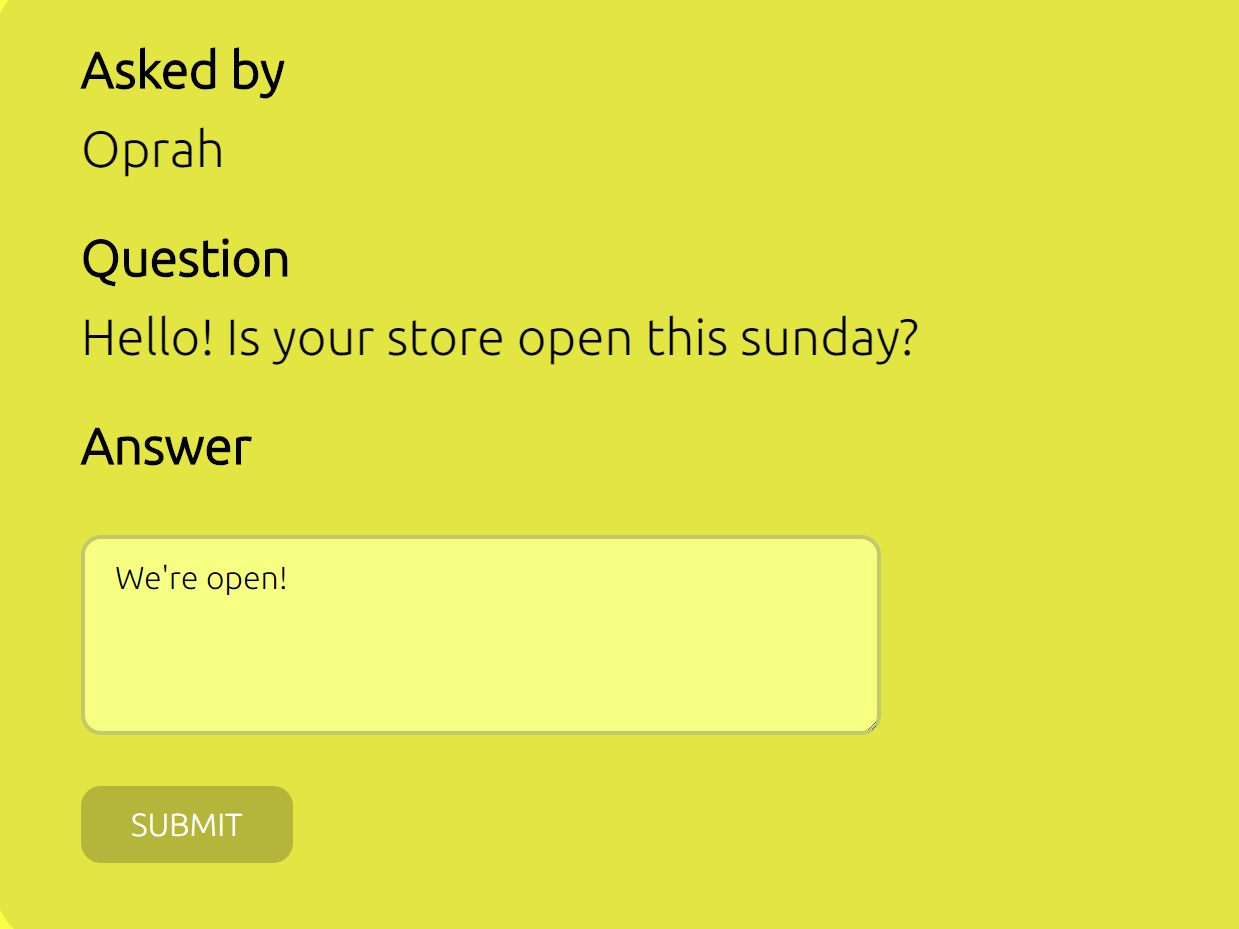 Asked by
Oprah
Question
Hello! Is your store open this sunday?
Answer
We're open!
SUBMIT